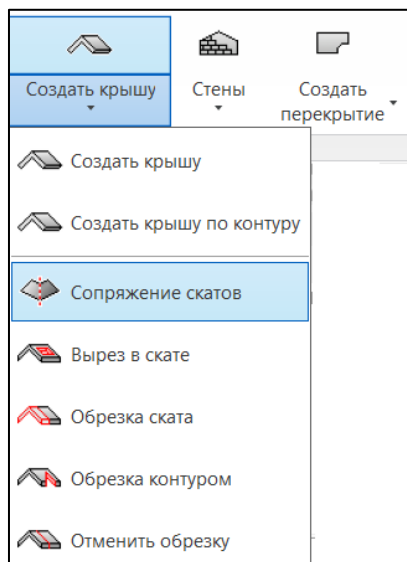 Создать крышу
Стены
Создать
перекрытие
Создать крышу
Создать крышу по контуру
Сопряжение скатов
Вырез в скате
Обрезка ската
Обрезка контуром
Отменить обрезку